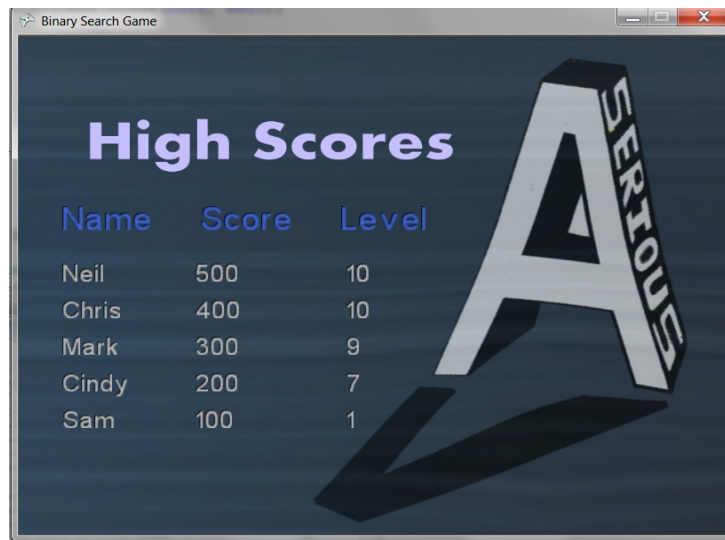 Binary Search Game
High Scores
Name Score Level
Neil 500 10
Chris 400 10
Mark 300 9
Cindy 200 7
Sam 100 1
A
SERIOUS